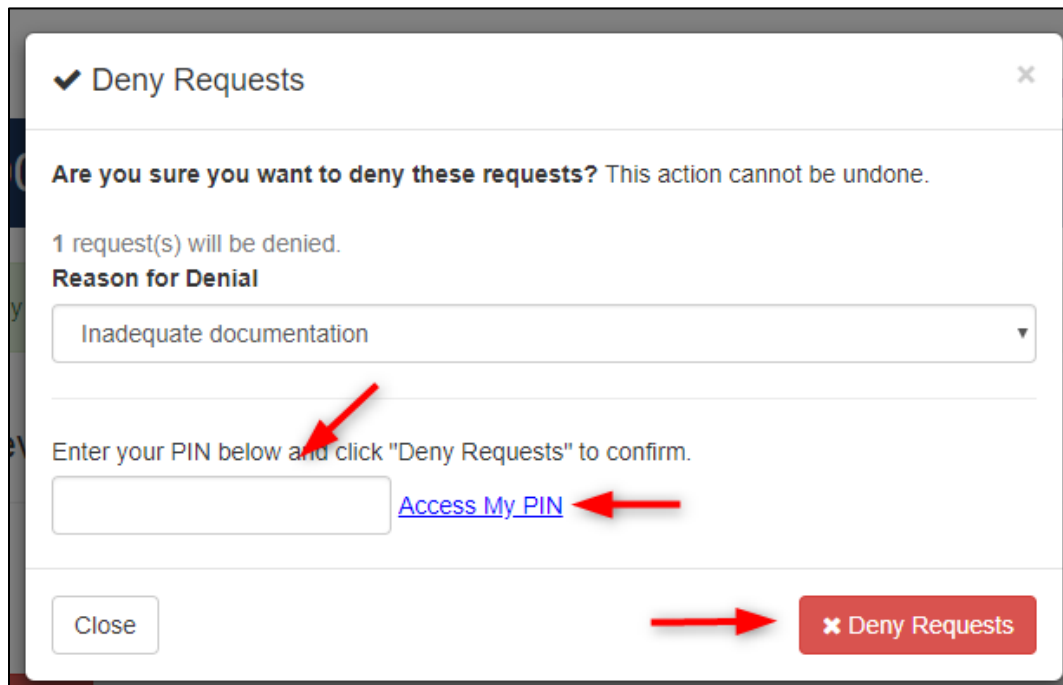 Deny Requests
Are you sure you want to deny these requests? This action cannot be undone.
1 request(s) will be denied.
Reason for Denial
Inadequate documentation
Enter your PIN below and click "Deny Requests" to confirm.
Access My PIN
Close
Deny Requests